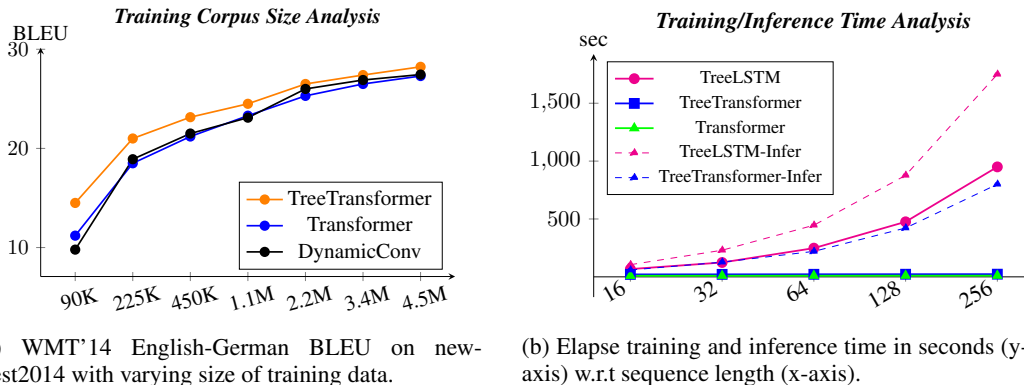 Training Corpus Size Analysis
BLEU
30
20
10
TreeTransformer
Transformer
DynamicConv
90K 225K 450K 1.1M 2.2M 3.4M 4.5M
WMT'14 English-German BLEU on new-
est2014 with varying size of training data.
Training/Inference Time Analysis
sec
1,500
1,000
500
TreeLSTM
TreeTransformer
Transformer
TreeLSTM-Infer
TreeTransformer-Infer
16 32 64 128 256
(b) Elapse training and inference time in seconds (y-
axis) w.r.t sequence length (x-axis).